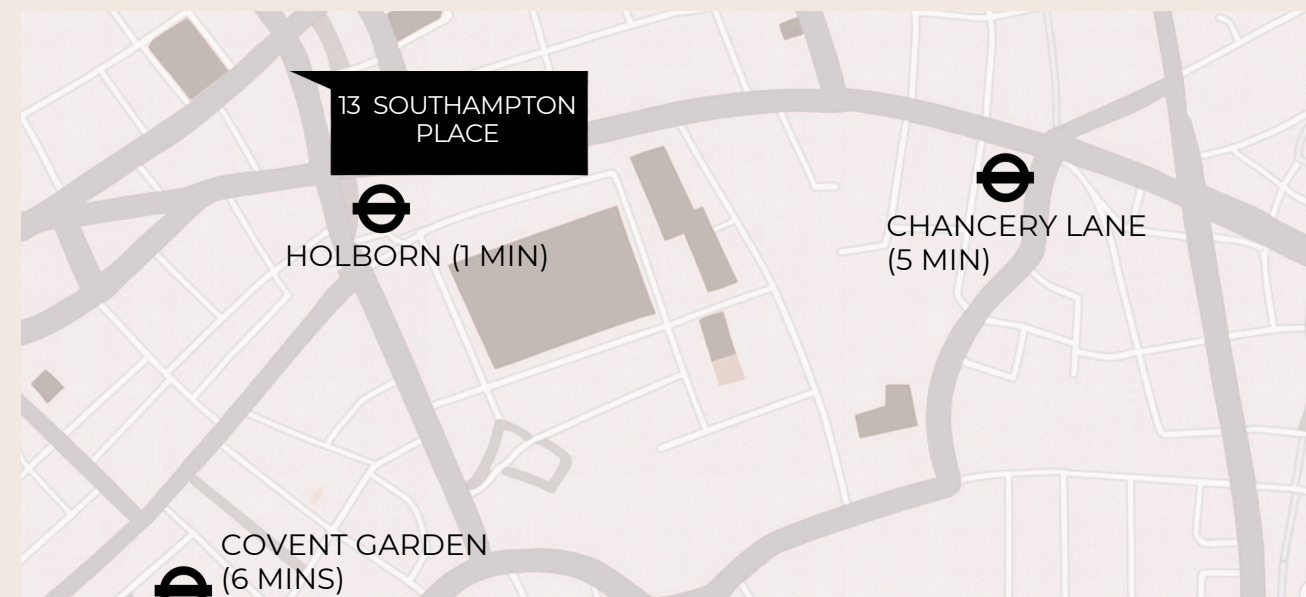 13 SOUTHAMPTON
PLACE
HOLBORN (1 MIN)
CHANCERY LANE
(5 MIN)
COVENT GARDEN
(6 MINS)